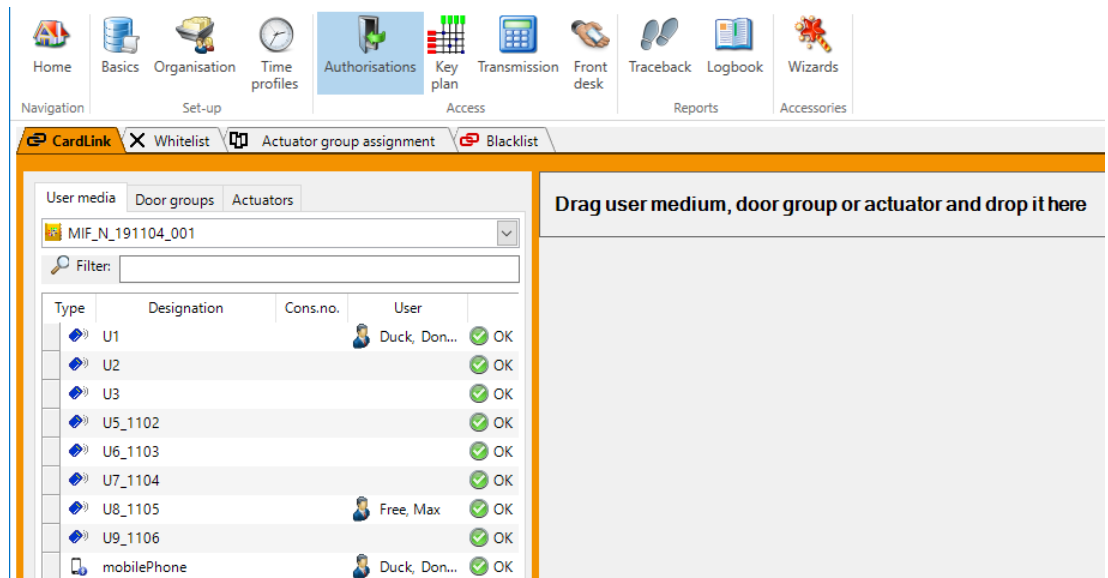 Home Basics Organisation Time profiles Authorisations Key plan Transmission Front desk Traceback Logbook Wizards
Navigation Set-up Access Reports Accessories
CardLink Whitelist Actuator group assignment Blacklist
User media Door groups Actuators
Drag user medium, door group or actuator and drop it here
MIF_N_191104_001
Filter:
Type Designation Cons.no. User
U1 Duck, Don... OK
U2 OK
U3 OK
U5_1102 OK
U6_1103 OK
U7_1104 OK
U8_1105 Free, Max OK
U9_1106 OK
mobilePhone Duck, Don... OK